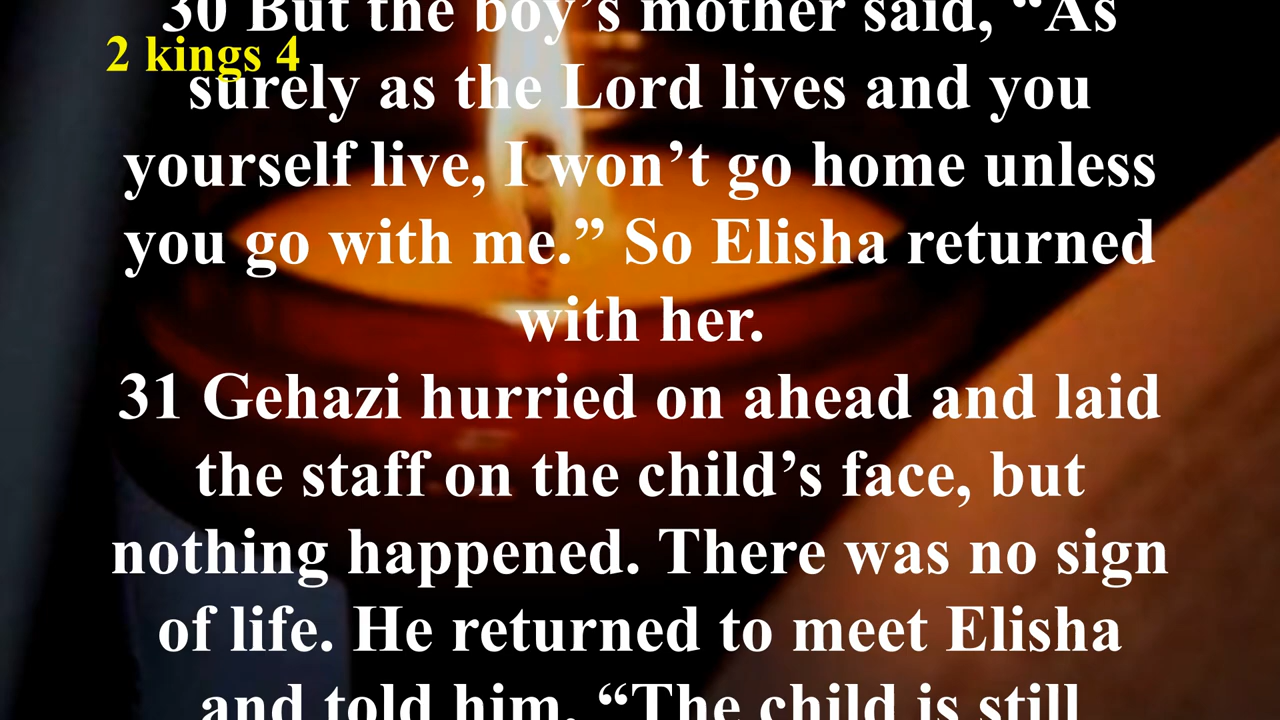 30 But the boy’s mother said, “As
2 kings 4
surely as the Lord lives and you
yourself live, I won’t go home unless
you go with me.” So Elisha returned
with her.
31 Gehazi hurried on ahead and laid
the staff on the child’s face, but
nothing happened. There was no sign
of life. He returned to meet Elisha
and told him, “The child is still